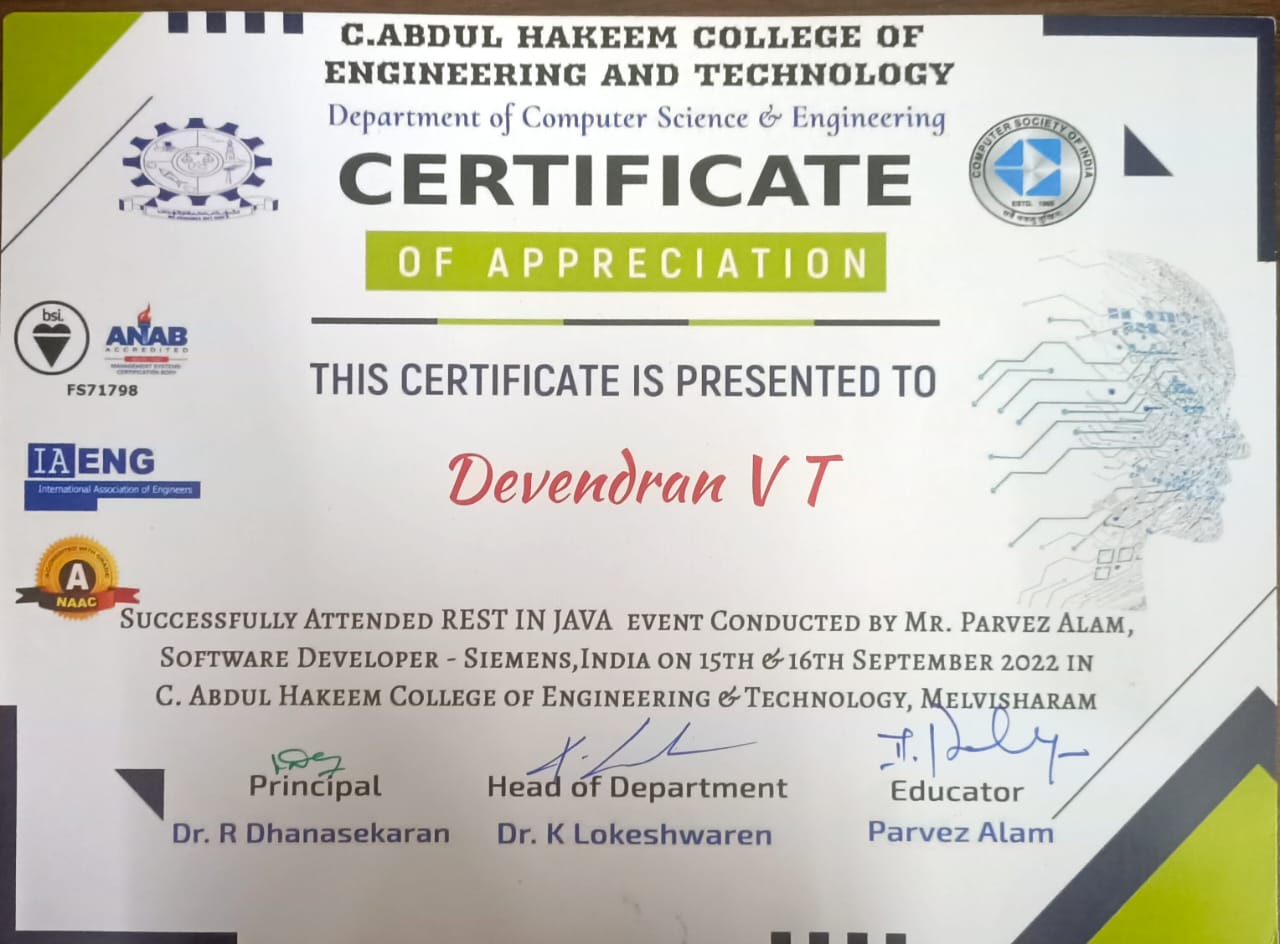 C.ABDUL HAKEEM COLLEGE OF
ENGINEERING AND TECHNOLOGY
Department of Computer Science & Engineering
CERTIFICATE
OF APPRECIATION
COMPUTER SOCIETY OF INDIA
ESTD. 1965
bsi.
ANAB
ACCREDITED
MANAGEMENT SYSTEMS
CERTIFICATION BODY
FS71798
THIS CERTIFICATE IS PRESENTED TO
IAENG
International Association of Engineers
Devendran V T
ACCREDITED WITH GRADE
A
NAAC
SUCCESSFULLY ATTENDED REST IN JAVA EVENT CONDUCTED BY MR. PARVEZ ALAM,
SOFTWARE DEVELOPER - SIEMENS,INDIA ON 15TH & 16TH SEPTEMBER 2022 IN
C. ABDUL HAKEEM COLLEGE OF ENGINEERING & TECHNOLOGY, MELVISHARAM
Principal
Head of Department
Educator
Dr. R Dhanasekaran
Dr. K Lokeshwaren
Parvez Alam